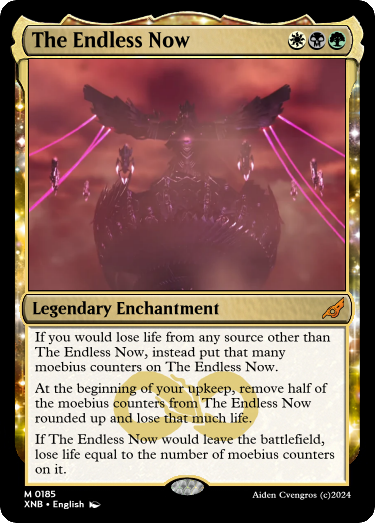 The Endless Now
Legendary Enchantment
If you would lose life from any source other than
The Endless Now, instead put that many
moebius counters on The Endless Now.
At the beginning of your upkeep, remove half of
the moebius counters from The Endless Now
rounded up and lose that much life.
If The Endless Now would leave the battlefield,
lose life equal to the number of moebius counters
on it.
M 0185
XNB • English
Aiden Cvengros (c)2024